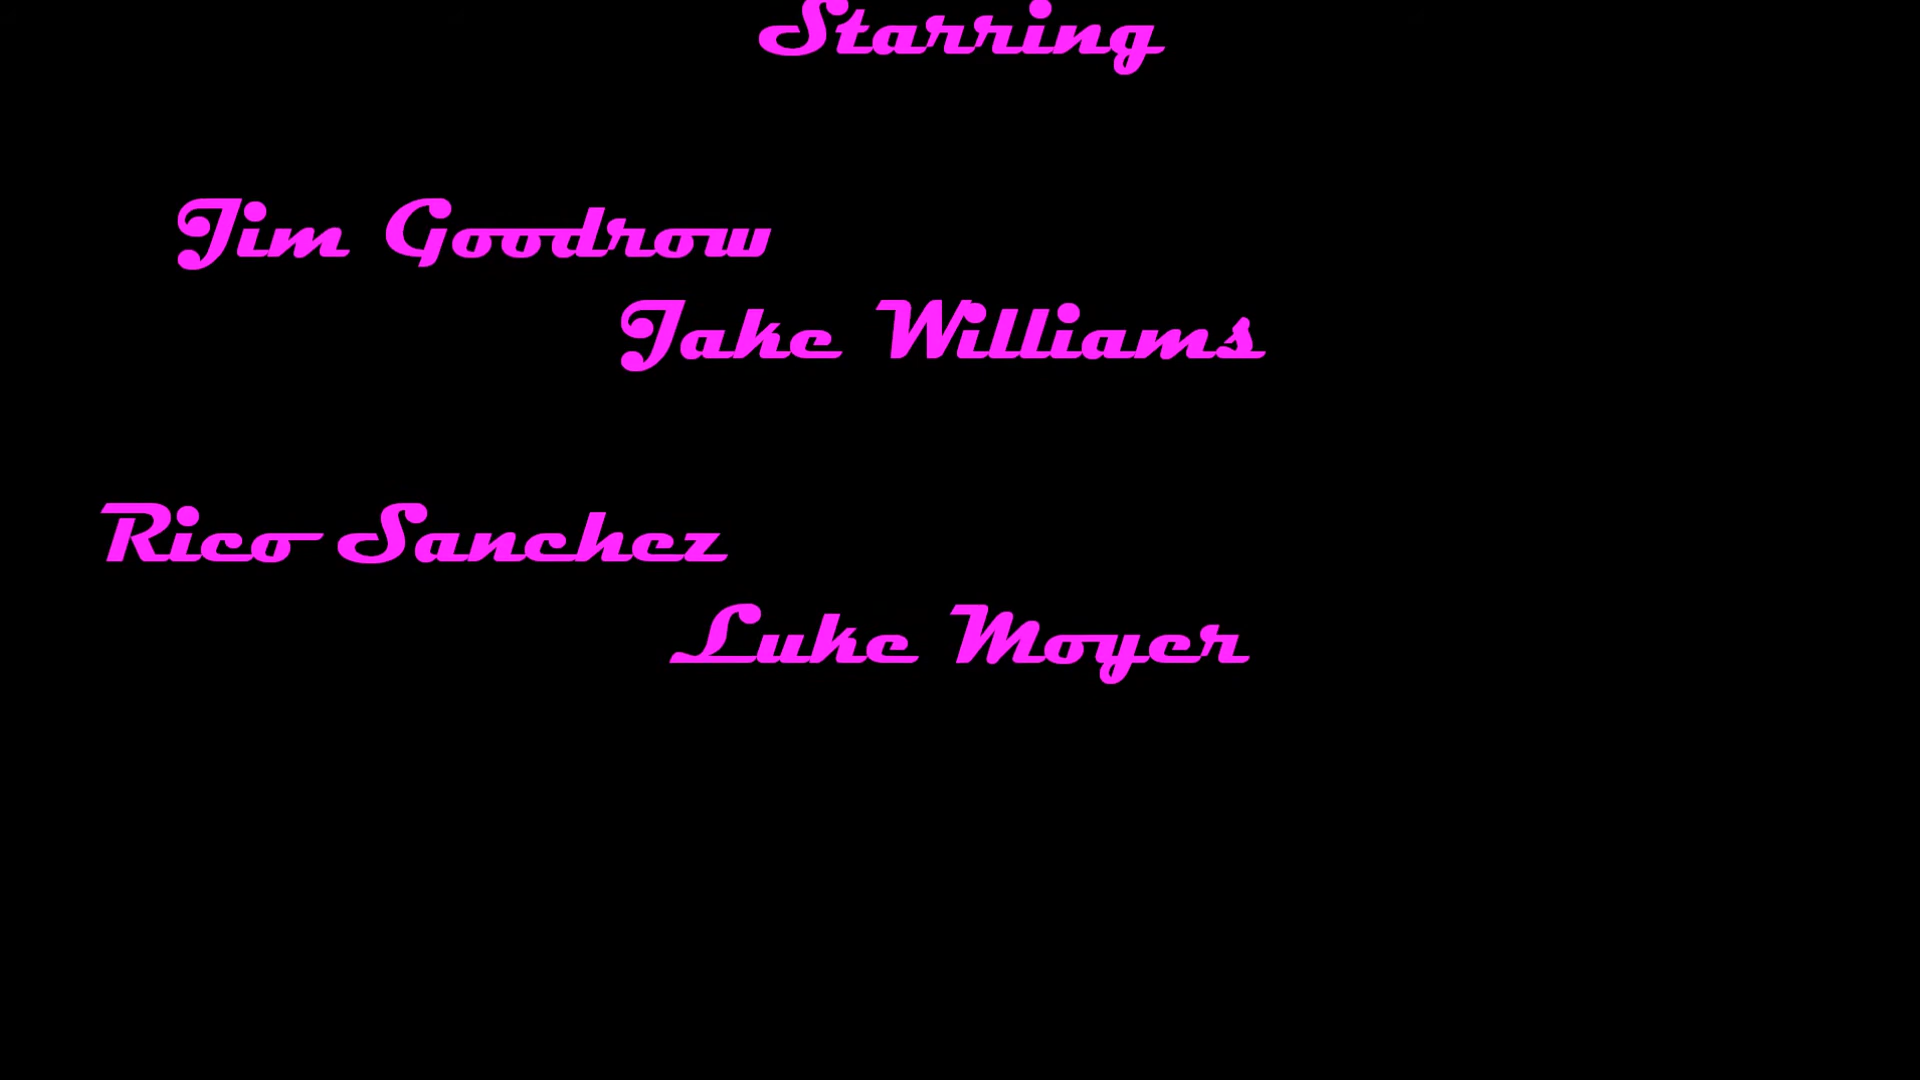 Starring
Jim Goodrow
Jake Williams
Rico Sanchez
Luke Moyer